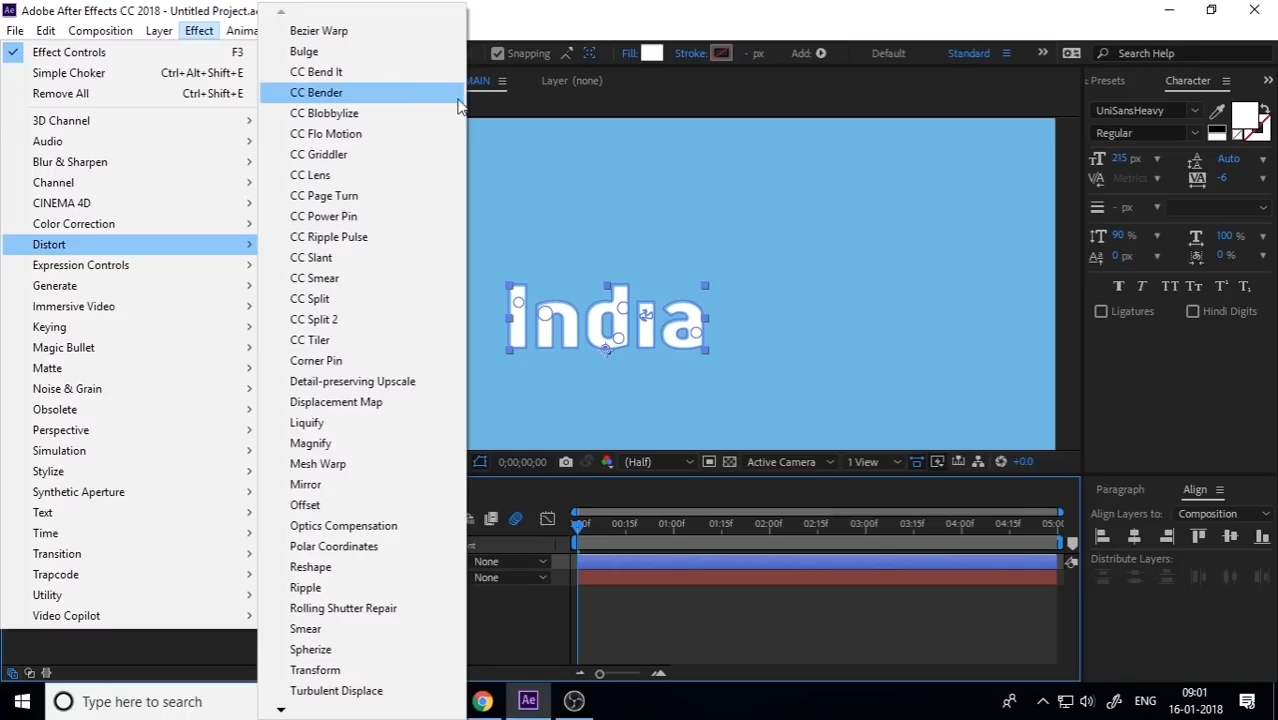 Adobe After Effects CC 2018 - Untitled Project.a
File Edit Composition Layer Effect Anima
Effect Controls F3
Simple Choker Ctrl+Alt+Shift+E
Remove All Ctrl+Shift+E
3D Channel
Audio
Blur & Sharpen
Channel
CINEMA 4D
Color Correction
Distort
Expression Controls
Generate
Immersive Video
Keying
Magic Bullet
Matte
Noise & Grain
Obsolete
Perspective
Simulation
Stylize
Synthetic Aperture
Text
Time
Transition
Trapcode
Utility
Video Copilot
Bezier Warp
Bulge
CC Bend It
CC Bender
CC Blobbylize
CC Flo Motion
CC Griddler
CC Lens
CC Page Turn
CC Power Pin
CC Ripple Pulse
CC Slant
CC Smear
CC Split
CC Split 2
CC Tiler
Corner Pin
Detail-preserving Upscale
Displacement Map
Liquify
Magnify
Mesh Warp
Mirror
Offset
Optics Compensation
Polar Coordinates
Reshape
Ripple
Rolling Shutter Repair
Smear
Spherize
Transform
Turbulent Displace
Snapping Fill: Stroke: - px Add: Default Standard Search Help
MAIN Layer (none)
India
0;00;00;00 (Half) Active Camera 1 View +0.0
:00f 00:15f 01:00f 01:15f 02:00f 02:15f 03:00f 03:15f 04:00f 04:15f 05:0
nt
None
None
Presets Character
UniSansHeavy
Regular
215 px Auto
Metrics -6
- px
90 % 100 %
0 px 0 %
T T TT Tт T¹ T₁
Ligatures Hindi Digits
Paragraph Align
Align Layers to: Composition
Distribute Layers:
Type here to search
Ae
ENG
09:01
16-01-2018